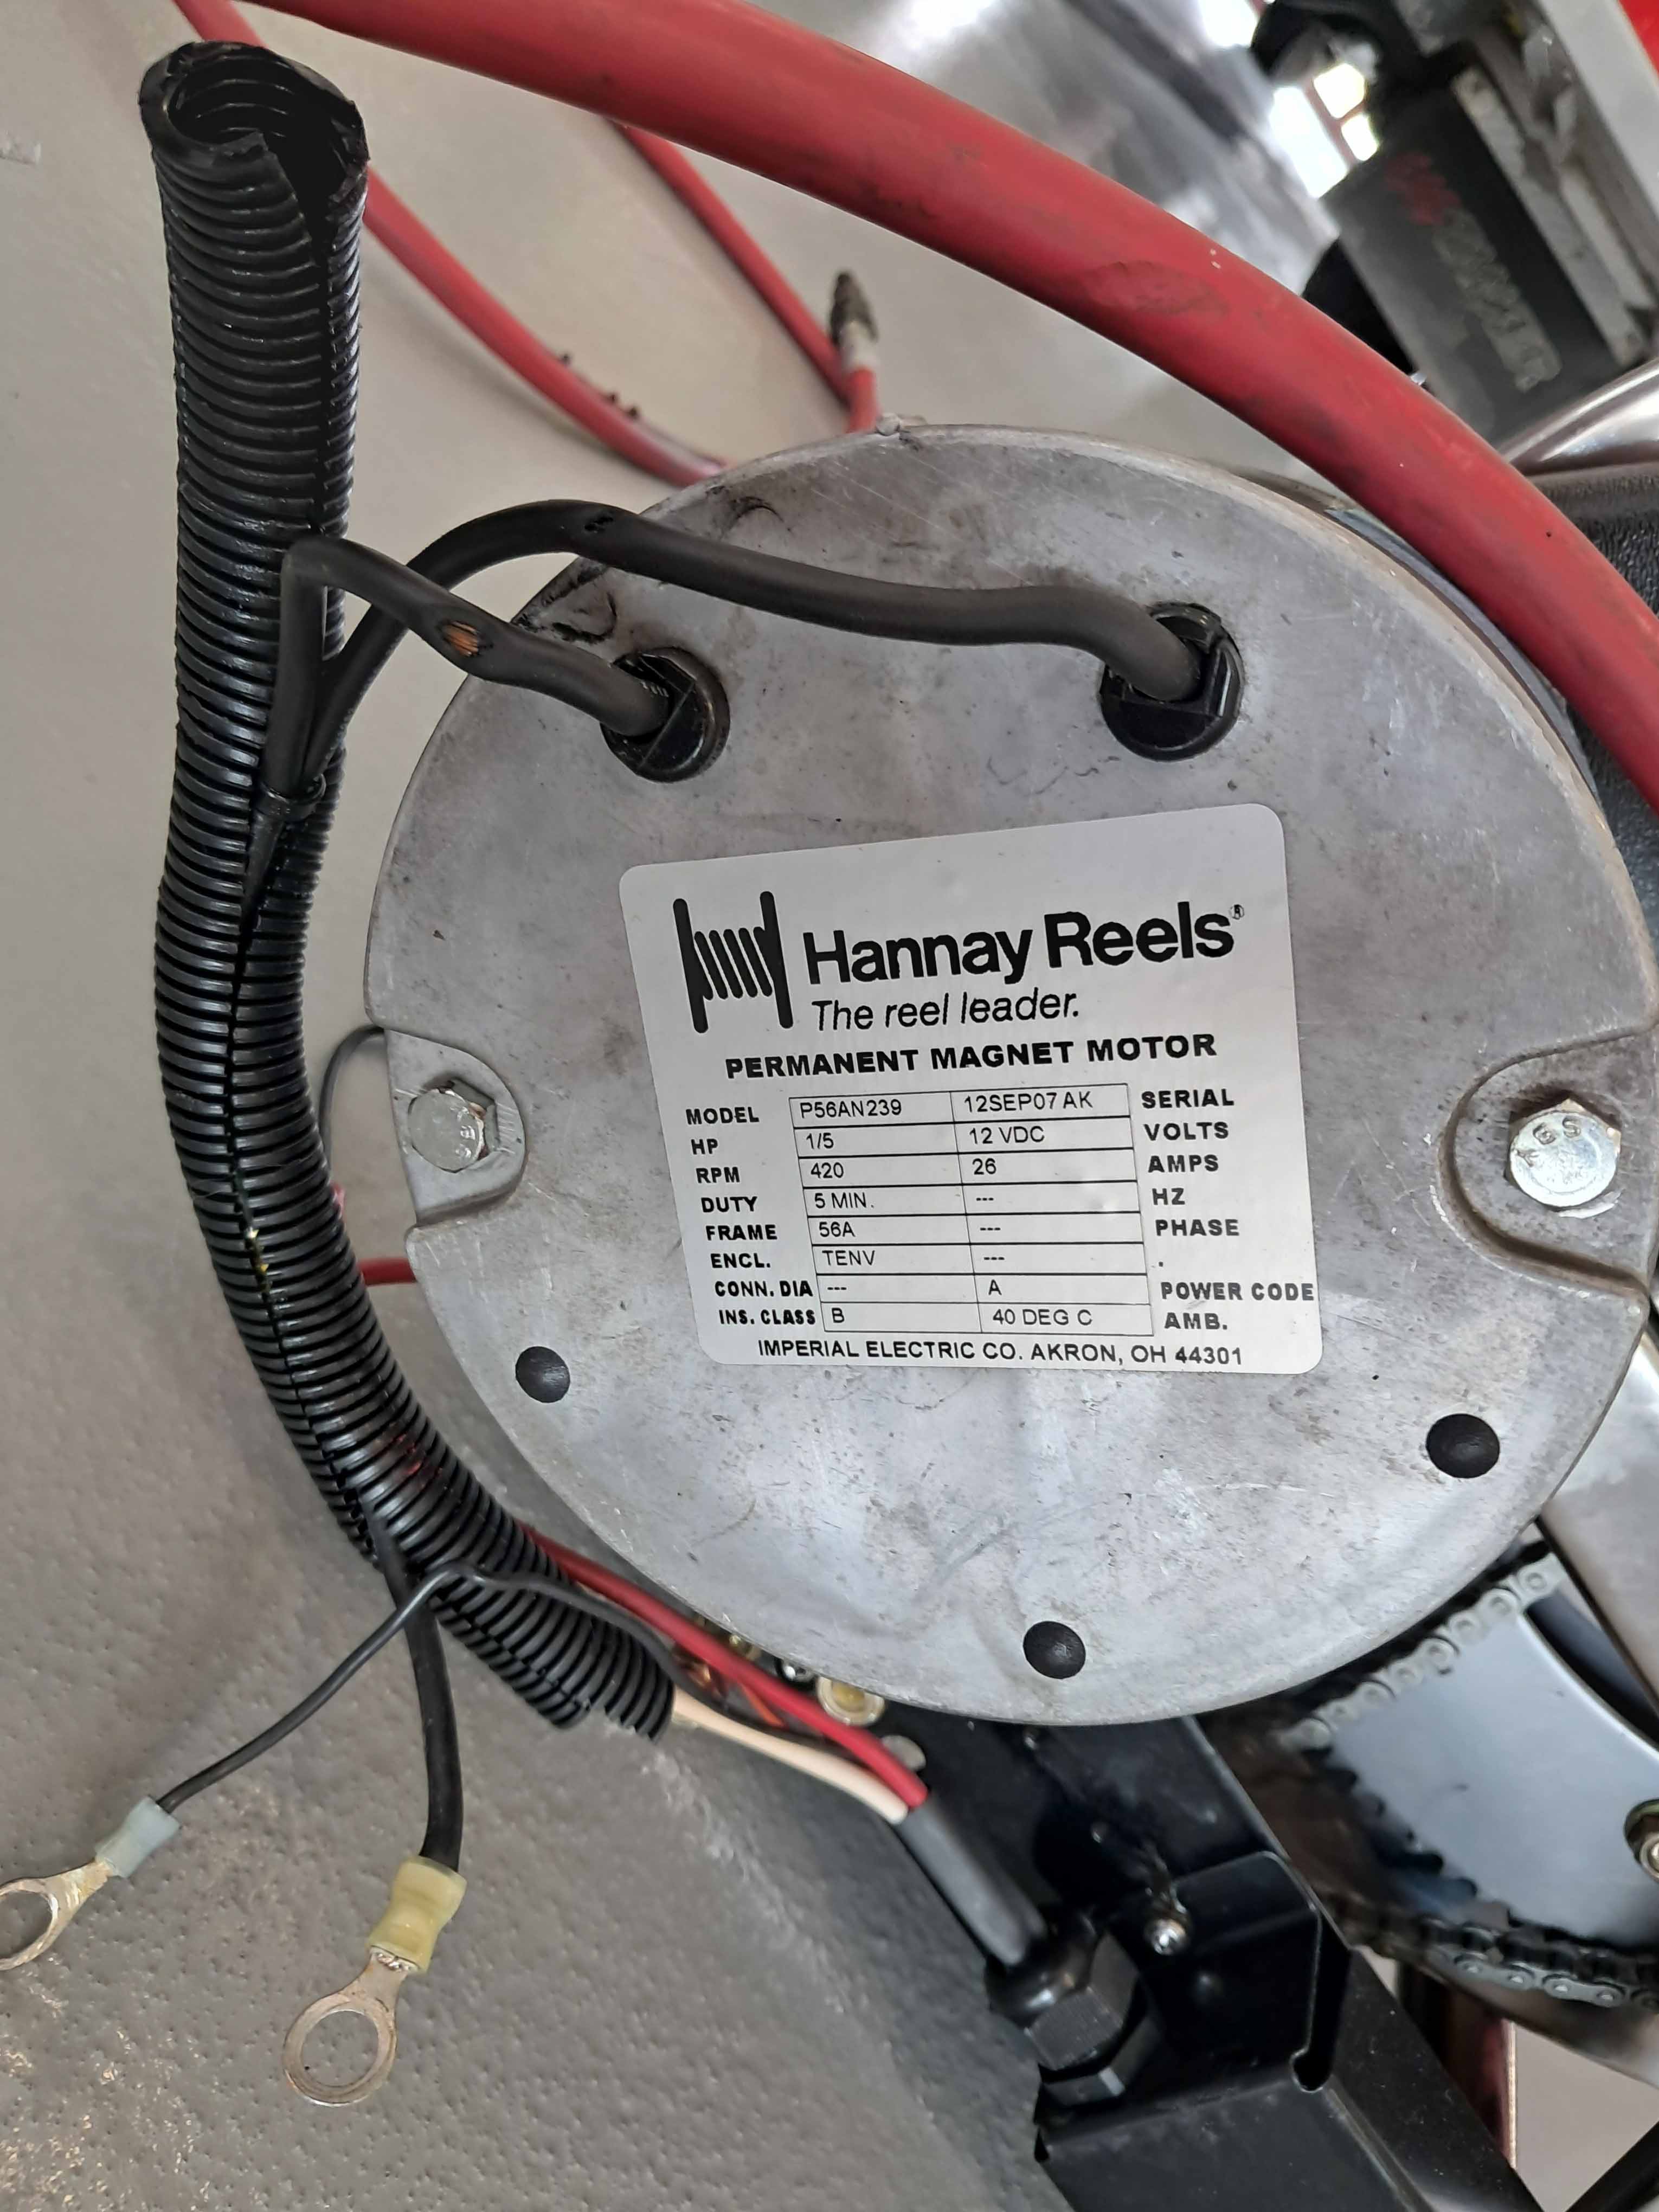 Hannay Reels®
The reel leader.
PERMANENT MAGNET MOTOR
MODEL P56AN239 12SEP07 AK SERIAL
HP 1/5 12 VDC VOLTS
RPM 420 26 AMPS
DUTY 5 MIN. --- HZ
FRAME 56A --- PHASE
ENCL. TENV --- .
CONN. DIA --- A POWER CODE
INS. CLASS B 40 DEG C AMB.
IMPERIAL ELECTRIC CO. AKRON, OH 44301